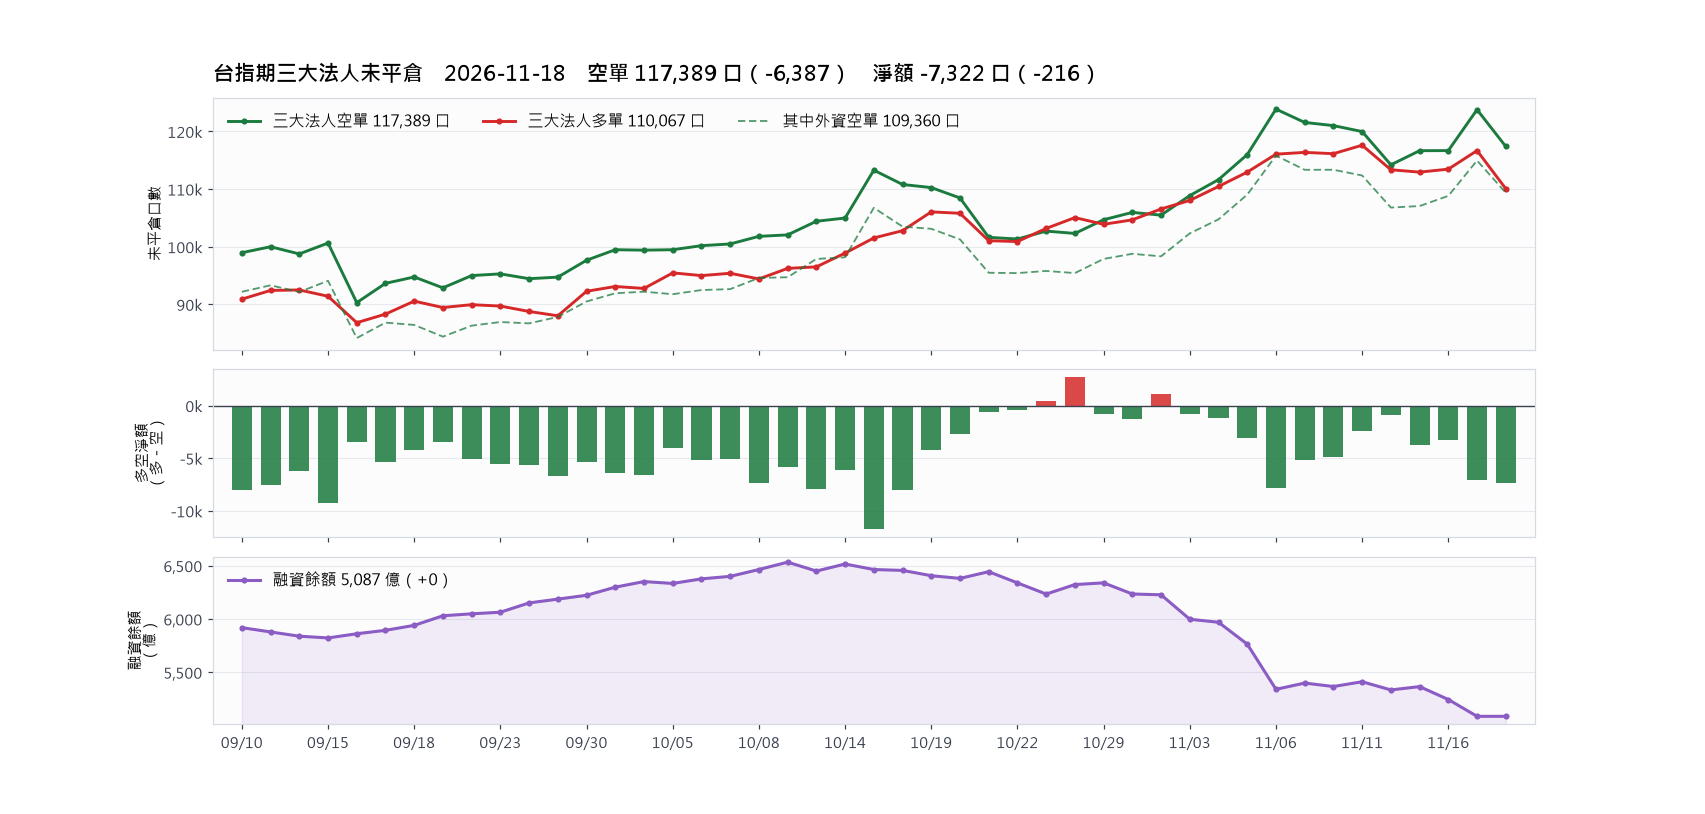 台指期三大法人未平倉　2026-11-18　空單 117,389 口 ( -6,387 )　淨額 -7,322 口 ( -216 )
三大法人空單 117,389 口　三大法人多單 110,067 口　其中外資空單 109,360 口
未平倉口數
120k
110k
100k
90k
多空淨額
( 多 - 空 )
0k
-5k
-10k
融資餘額 5,087 億 ( +0 )
融資餘額
( 億 )
6,500
6,000
5,500
09/10 09/15 09/18 09/23 09/30 10/05 10/08 10/14 10/19 10/22 10/29 11/03 11/06 11/11 11/16